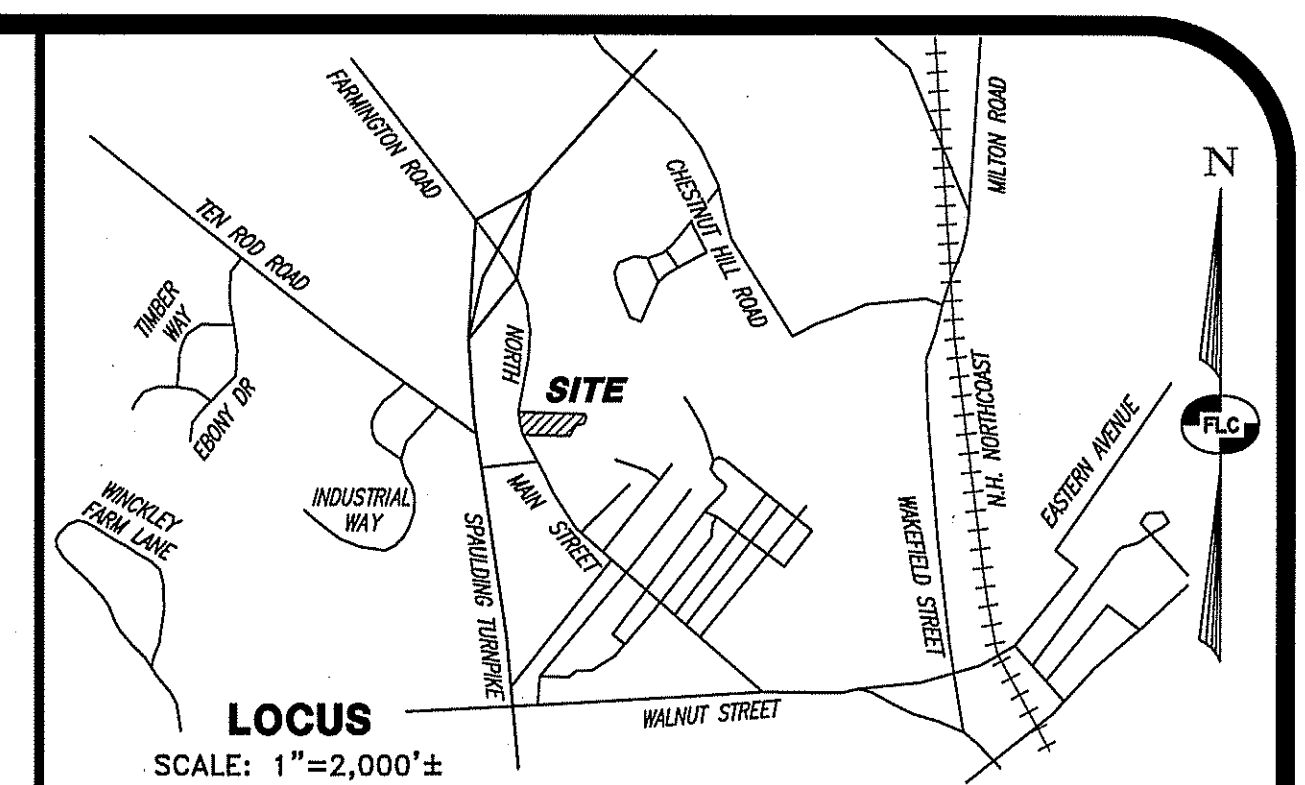 FARMINGTON ROAD
MILTON ROAD
N
CHESTNUT HILL ROAD
TEN ROD ROAD
TIMBER
WAY
NORTH
SITE
N.H. NORTHCOAST
EBONY DR
FLC
EASTERN AVENUE
INDUSTRIAL
WAY
MAIN STREET
WINCKLEY
FARM LANE
SPAULDING TURNPIKE
WAKEFIELD STREET
LOCUS
WALNUT STREET
SCALE: 1"=2,000'±